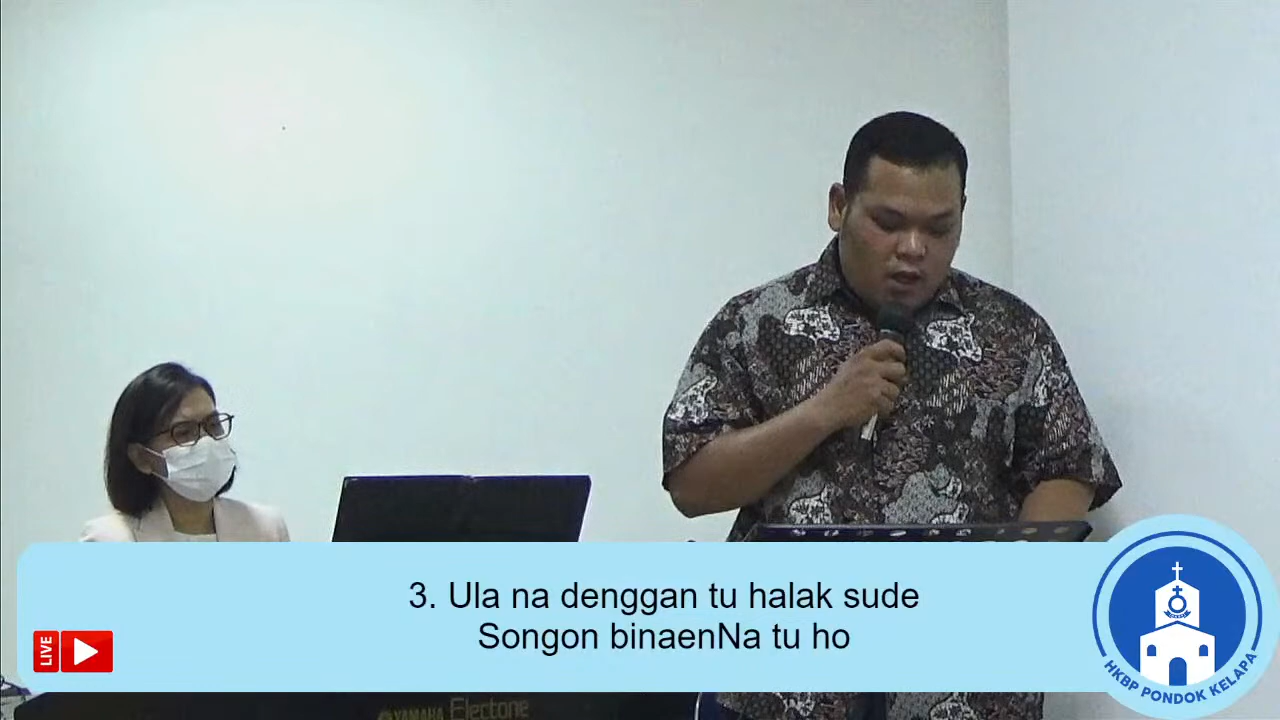 3. Ula na denggan tu halak sude
Songon binaenNa tu ho
LIVE
HKBP PONDOK KELAPA
YAMAHA Electone